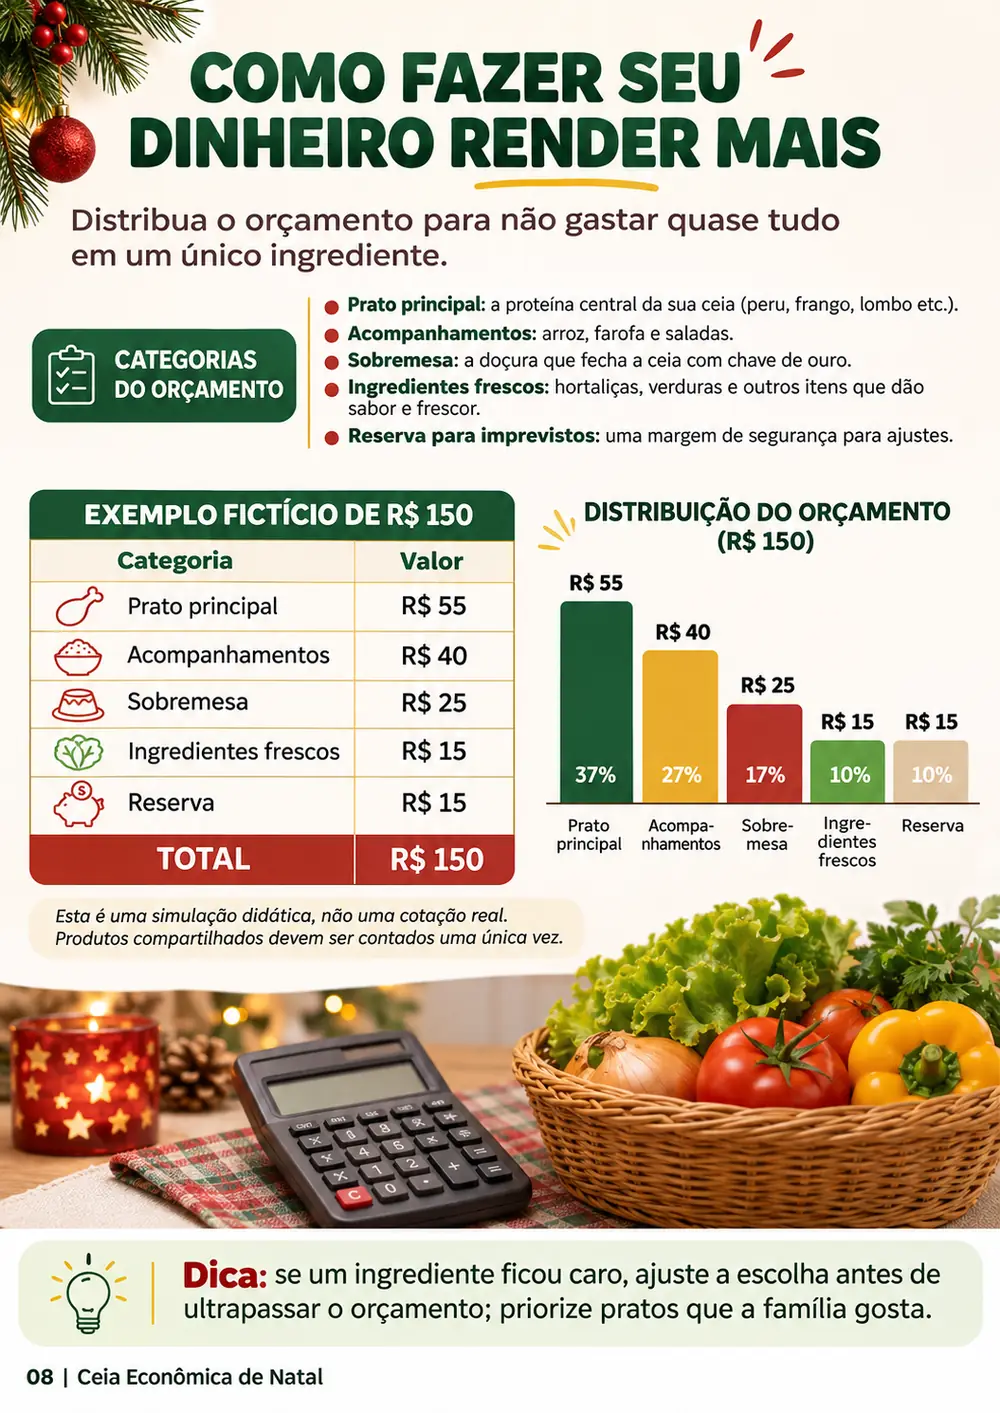 COMO FAZER SEU
DINHEIRO RENDER MAIS
Distribua o orçamento para não gastar quase tudo
em um único ingrediente.
CATEGORIAS
DO ORÇAMENTO
Prato principal: a proteína central da sua ceia (peru, frango, lombo etc.).
Acompanhamentos: arroz, farofa e saladas.
Sobremesa: a doçura que fecha a ceia com chave de ouro.
Ingredientes frescos: hortaliças, verduras e outros itens que dão
sabor e frescor.
Reserva para imprevistos: uma margem de segurança para ajustes.
EXEMPLO FICTÍCIO DE R$ 150
Categoria Valor
Prato principal R$ 55
Acompanhamentos R$ 40
Sobremesa R$ 25
Ingredientes frescos R$ 15
Reserva R$ 15
TOTAL R$ 150
Esta é uma simulação didática, não uma cotação real.
Produtos compartilhados devem ser contados uma única vez.
DISTRIBUIÇÃO DO ORÇAMENTO
(R$ 150)
R$ 55
R$ 40
R$ 25
R$ 15
R$ 15
37% 27% 17% 10% 10%
Prato
principal
Acompa-
nhamentos
Sobre-
mesa
Ingre-
dientes
frescos
Reserva
Dica: se um ingrediente ficou caro, ajuste a escolha antes de
ultrapassar o orçamento; priorize pratos que a família gosta.
08 | Ceia Econômica de Natal